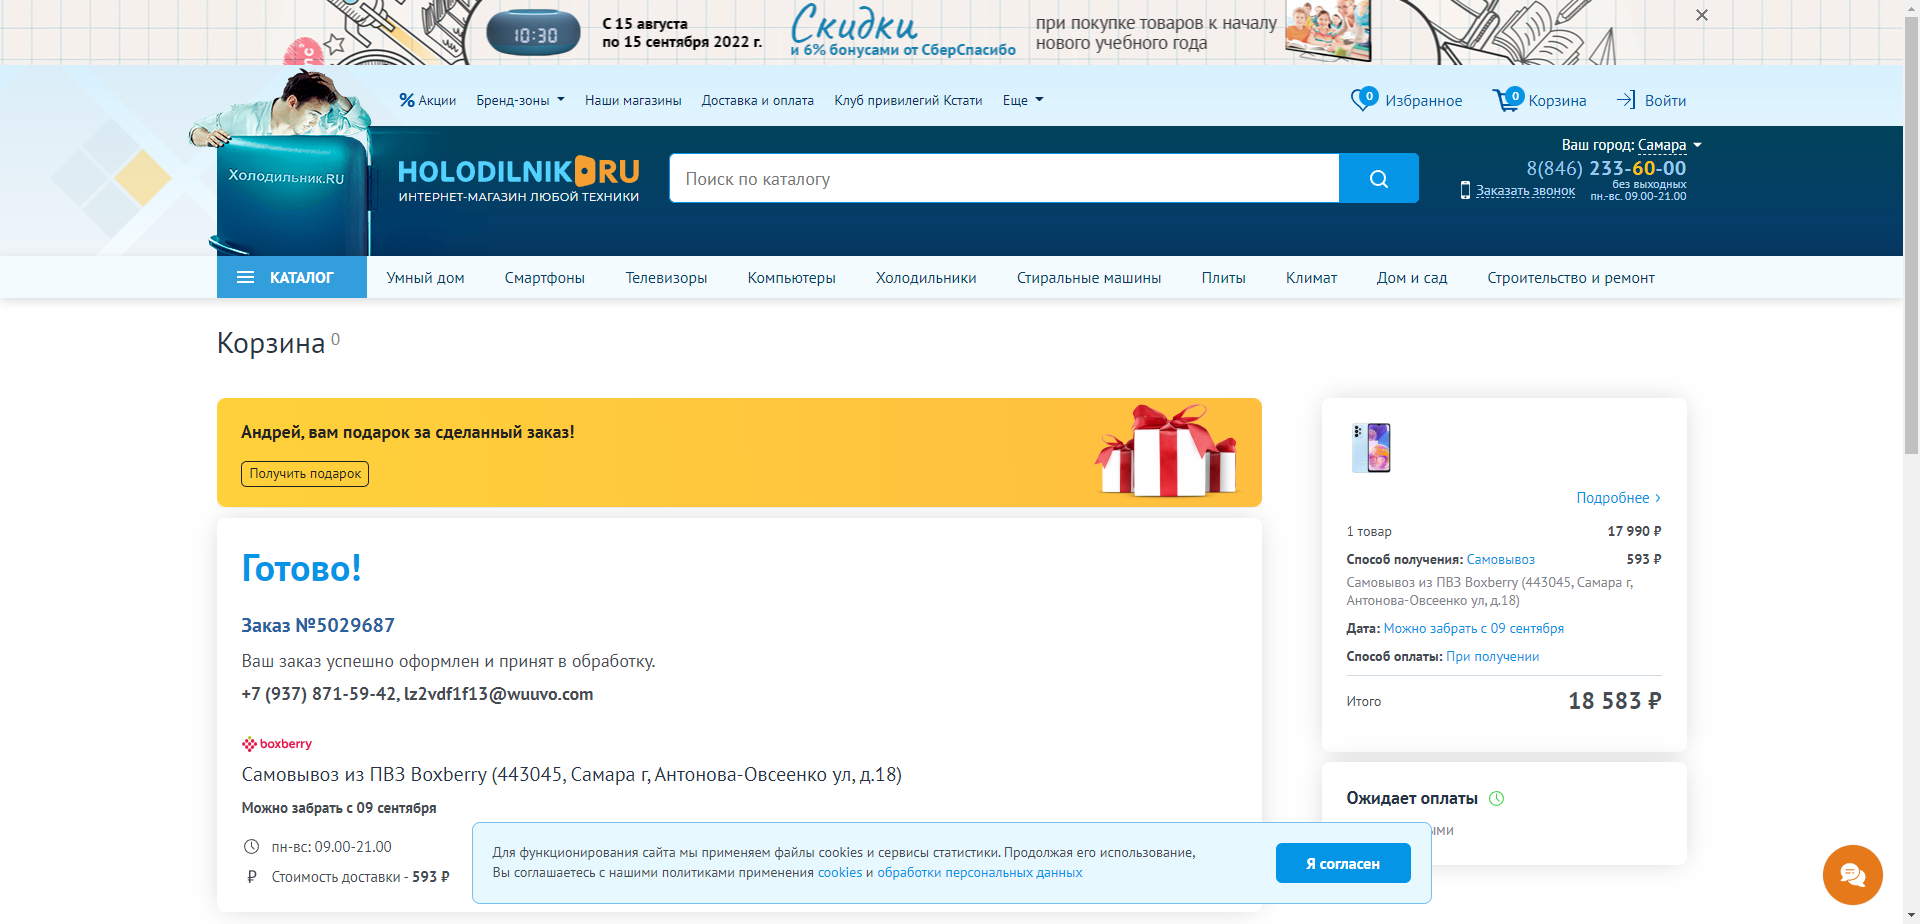 10:30
С 15 августа
по 15 сентября 2022 г.
Скидки
и 6% бонусами от СберСпасибо
при покупке товаров к началу
нового учебного года
% Акции
Бренд-зоны
Наши магазины
Доставка и оплата
Клуб привилегий Кстати
Еще
0 Избранное
0 Корзина
Войти
Холодильник.RU
HOLODILNIK.RU
ИНТЕРНЕТ-МАГАЗИН ЛЮБОЙ ТЕХНИКИ
Поиск по каталогу
Ваш город: Самара
8(846) 233-60-00
Заказать звонок
без выходных
пн.-вс. 09.00-21.00
КАТАЛОГ
Умный дом
Смартфоны
Телевизоры
Компьютеры
Холодильники
Стиральные машины
Плиты
Климат
Дом и сад
Строительство и ремонт
Корзина 0
Андрей, вам подарок за сделанный заказ!
Получить подарок
Готово!
Заказ №5029687
Ваш заказ успешно оформлен и принят в обработку.
+7 (937) 871-59-42, lz2vdf1f13@wuuvo.com
boxberry
Самовывоз из ПВЗ Boxberry (443045, Самара г, Антонова-Овсеенко ул, д.18)
Можно забрать с 09 сентября
пн-вс: 09.00-21.00
₽ Стоимость доставки - 593 ₽
Подробнее
1 товар 17 990 ₽
Способ получения: Самовывоз 593 ₽
Самовывоз из ПВЗ Boxberry (443045, Самара г,
Антонова-Овсеенко ул, д.18)
Дата: Можно забрать с 09 сентября
Способ оплаты: При получении
Итого 18 583 ₽
Ожидает оплаты
Для функционирования сайта мы применяем файлы cookies и сервисы статистики. Продолжая его использование,
Вы соглашаетесь с нашими политиками применения cookies и обработки персональных данных
Я согласен